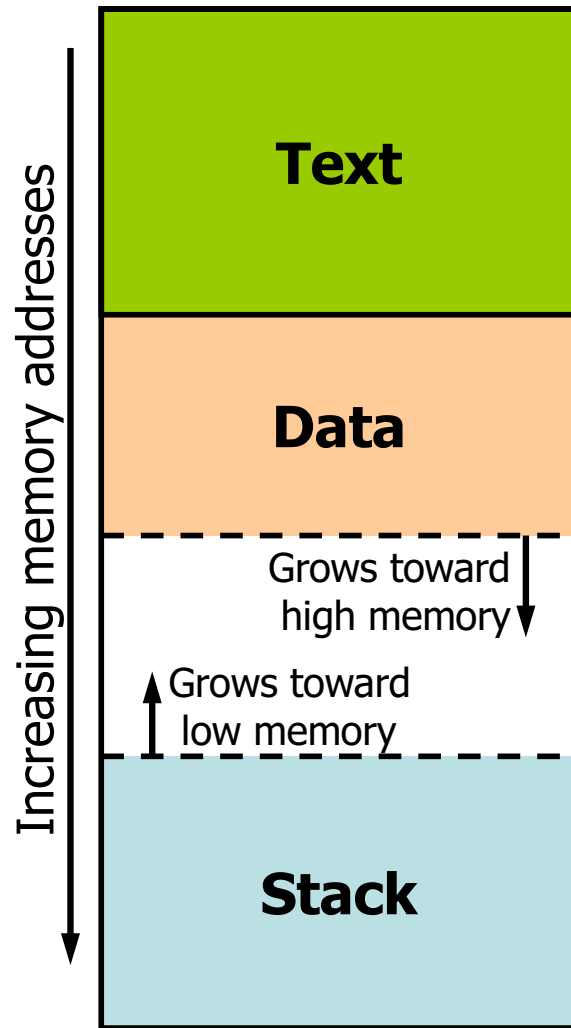 Increasing memory addresses
Text
Data
Grows toward
high memory
Grows toward
low memory
Stack